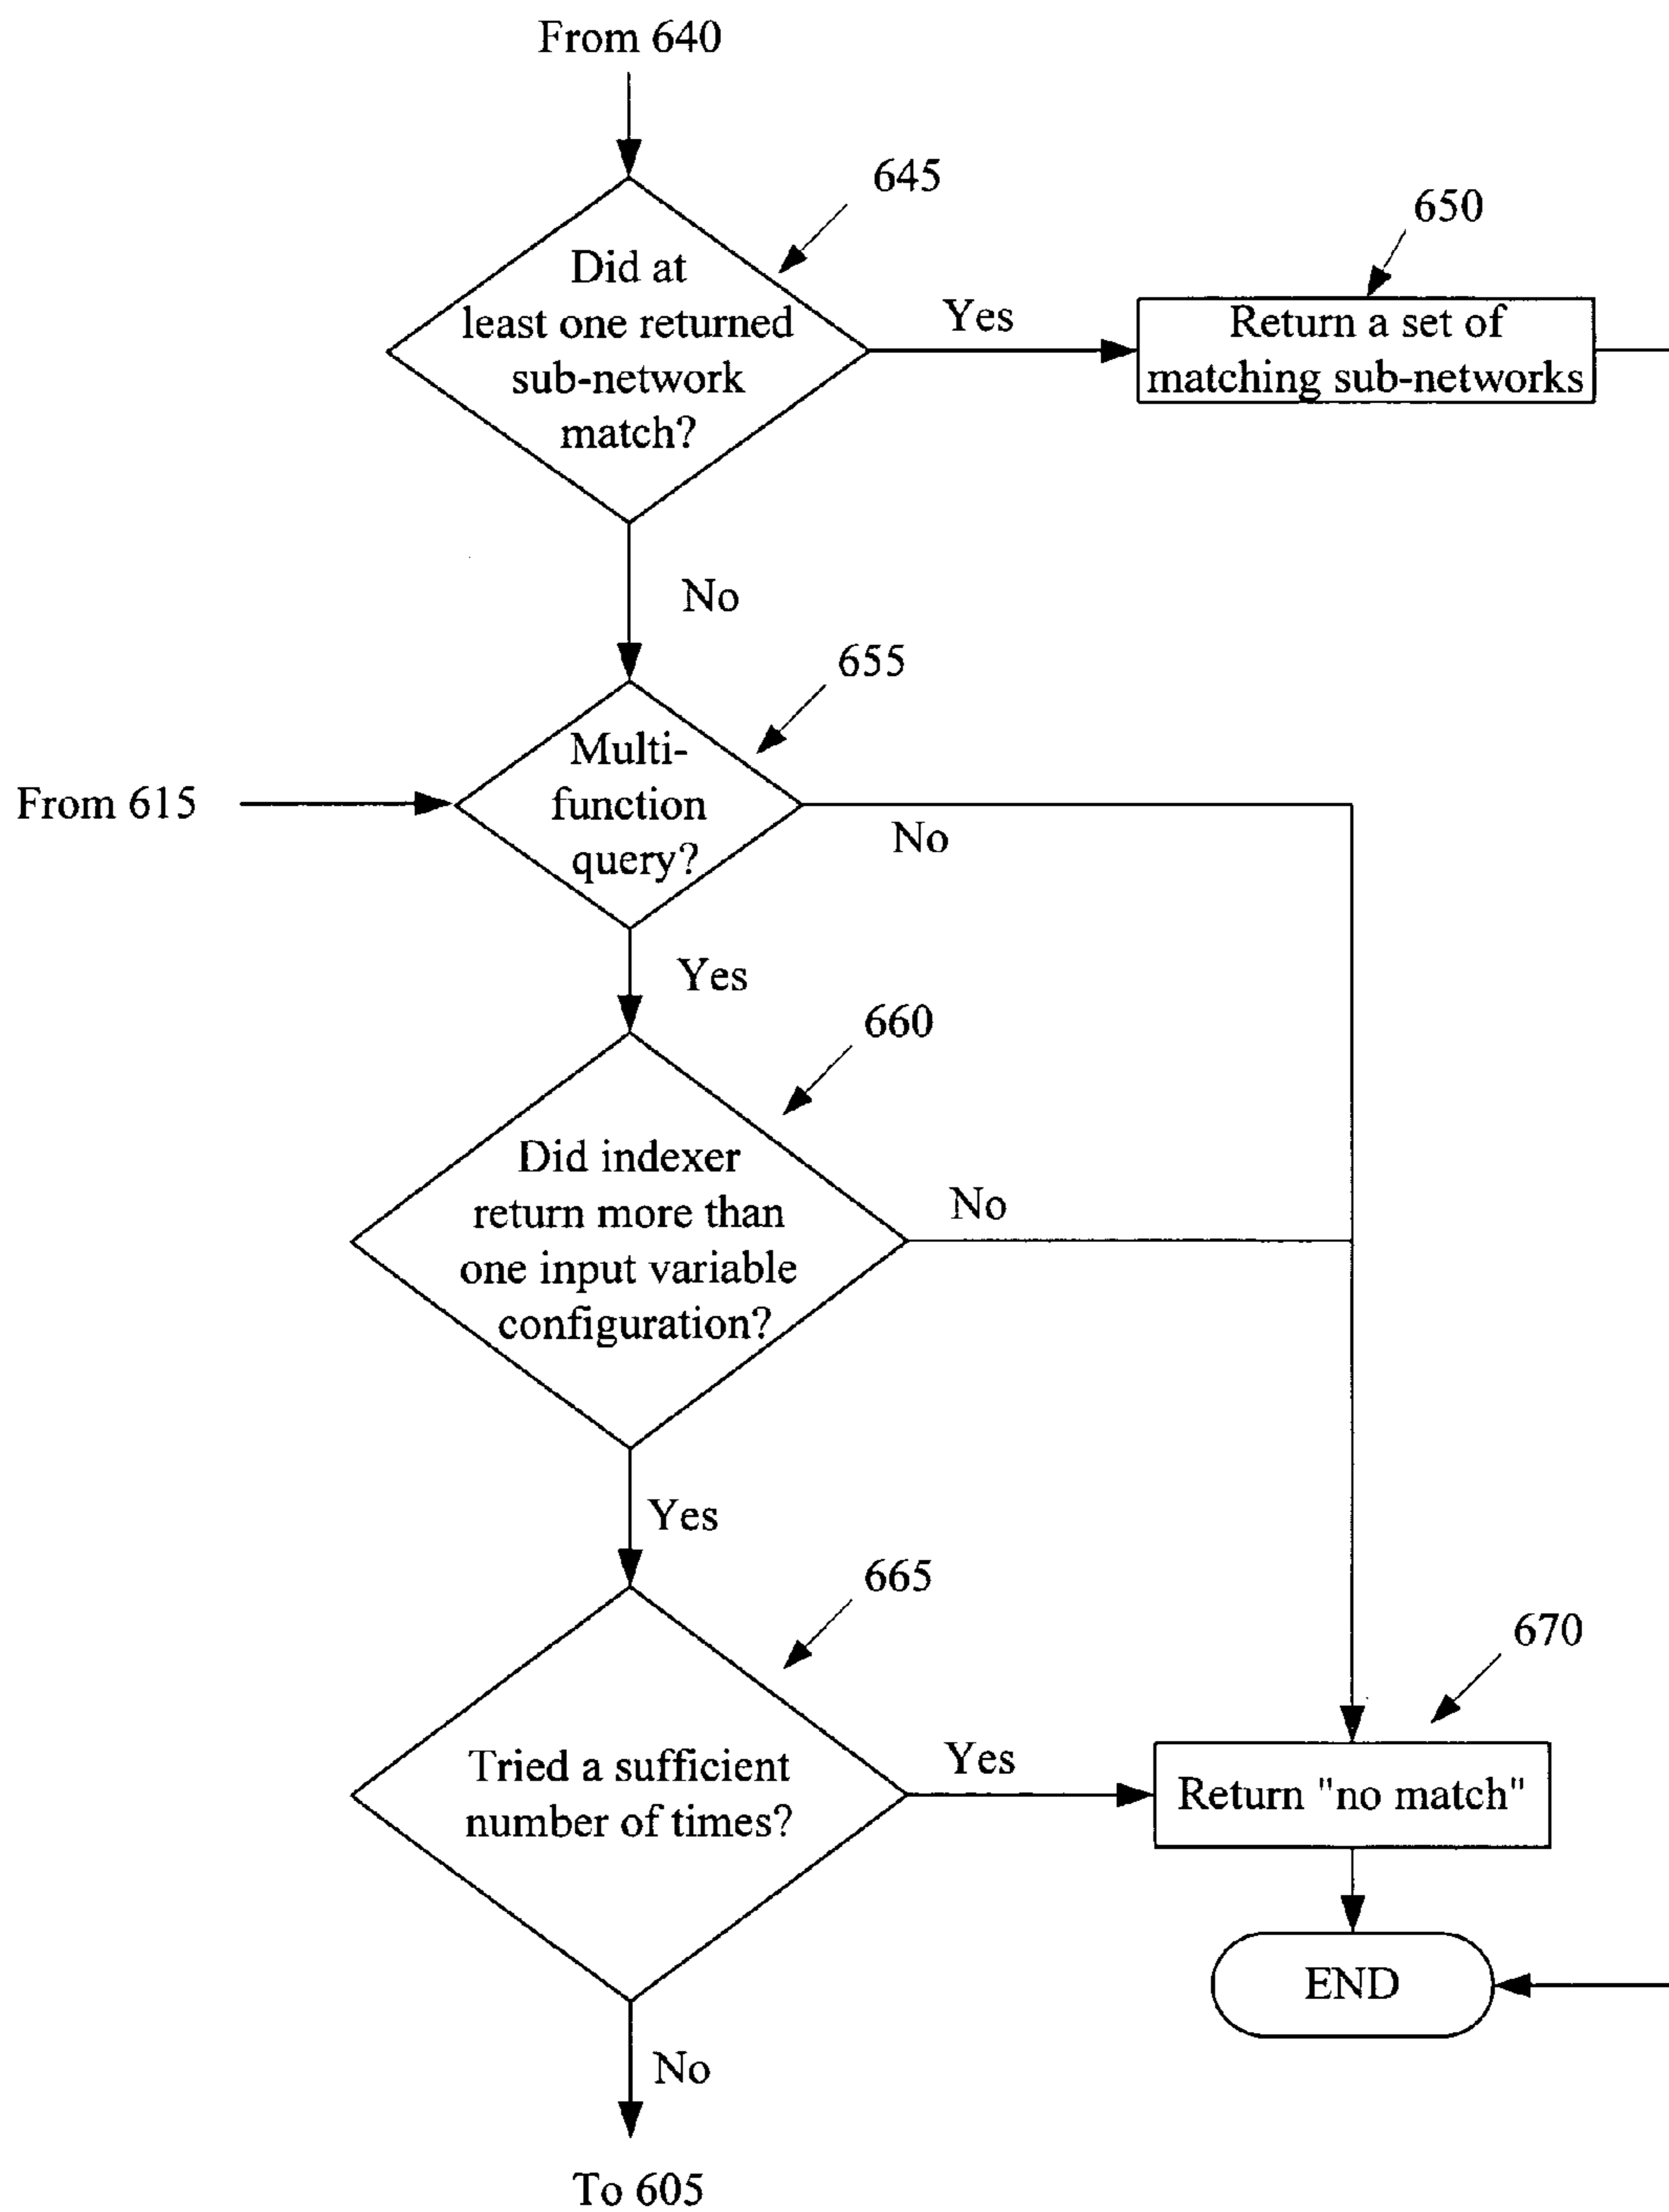 From 640
645
Did at
least one returned
sub-network
match?
Yes
650
Return a set of
matching sub-networks
No
655
From 615
Multi-
function
query?
No
Yes
660
Did indexer
return more than
one input variable
configuration?
No
Yes
665
Tried a sufficient
number of times?
Yes
670
Return "no match"
END
No
To 605